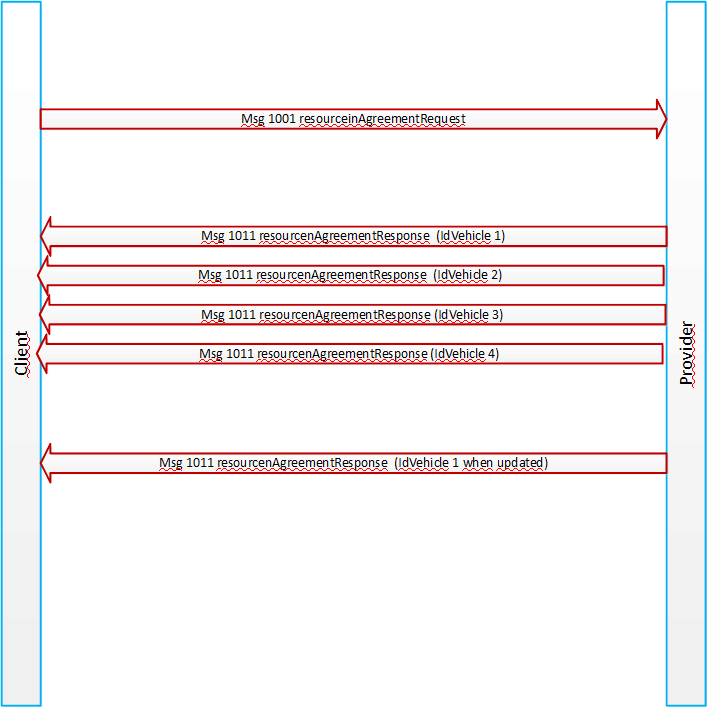 Msg 1001 resourceinAgreementRequest
Msg 1011 resourcenAgreementResponse (IdVehicle 1)
Msg 1011 resourcenAgreementResponse (IdVehicle 2)
Msg 1011 resourcenAgreementResponse (IdVehicle 3)
Msg 1011 resourcenAgreementResponse (IdVehicle 4)
Client
Provider
Msg 1011 resourcenAgreementResponse (IdVehicle 1 when updated)